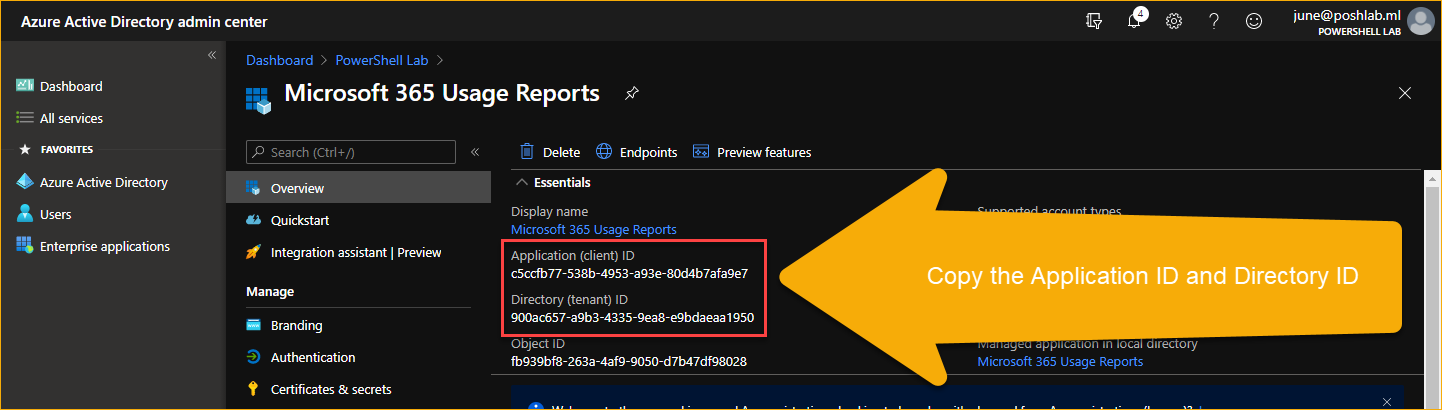 Azure Active Directory admin center
4
june@poshlab.ml
POWERSHELL LAB
Dashboard
All services
FAVORITES
Azure Active Directory
Users
Enterprise applications
Dashboard > PowerShell Lab >
Microsoft 365 Usage Reports
Search (Ctrl+/)
Overview
Quickstart
Integration assistant | Preview
Manage
Branding
Authentication
Certificates & secrets
Delete
Endpoints
Preview features
Essentials
Display name
Microsoft 365 Usage Reports
Application (client) ID
c5ccfb77-538b-4953-a93e-80d4b7afa9e7
Directory (tenant) ID
900ac657-a9b3-4335-9ea8-e9bdaeaa1950
Object ID
fb939bf8-263a-4af9-9050-d7b47df98028
Supported account types
Copy the Application ID and Directory ID
Managed application in local directory
Microsoft 365 Usage Reports